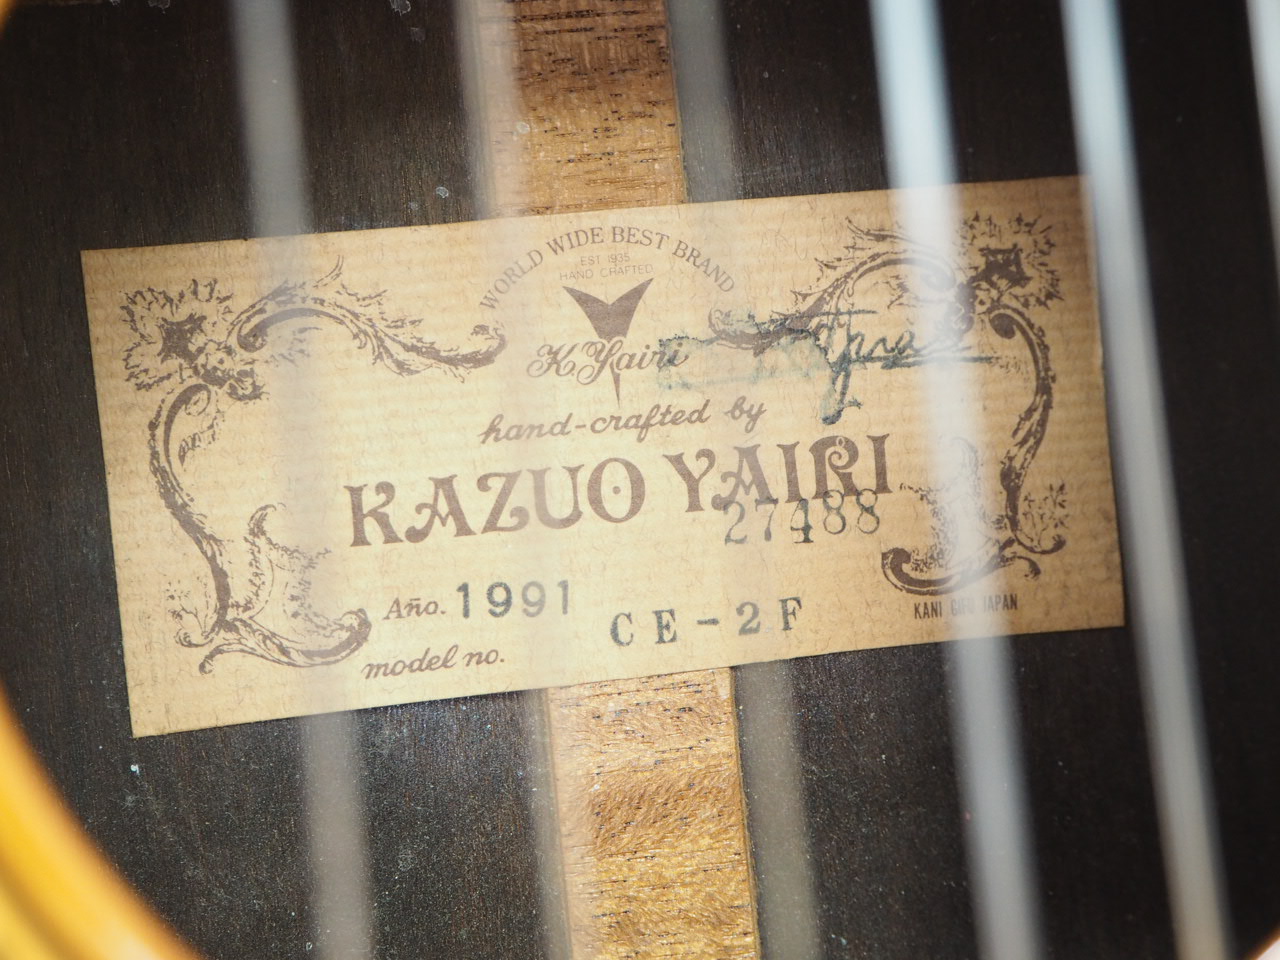 WORLD WIDE BEST BRAND
EST 1935
HAND CRAFTED
K.Yairi
hand-crafted by
KAZUO YAIRI
27488
Año. 1991
CE-2F
model no.
KANI GIFU JAPAN